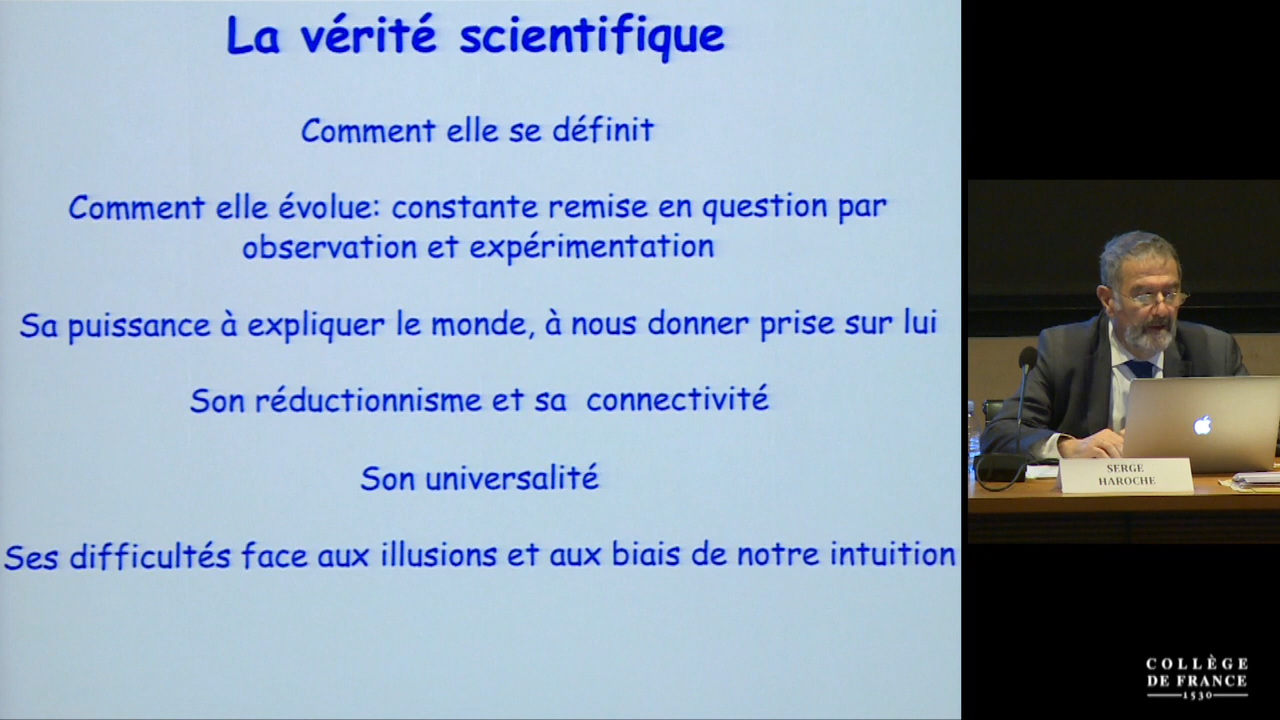 La vérité scientifique
Comment elle se définit
Comment elle évolue: constante remise en question par
observation et expérimentation
Sa puissance à expliquer le monde, à nous donner prise sur lui
Son réductionnisme et sa connectivité
Son universalité
Ses difficultés face aux illusions et aux biais de notre intuition
SERGE
HAROCHE
COLLÈGE
DE FRANCE
1530